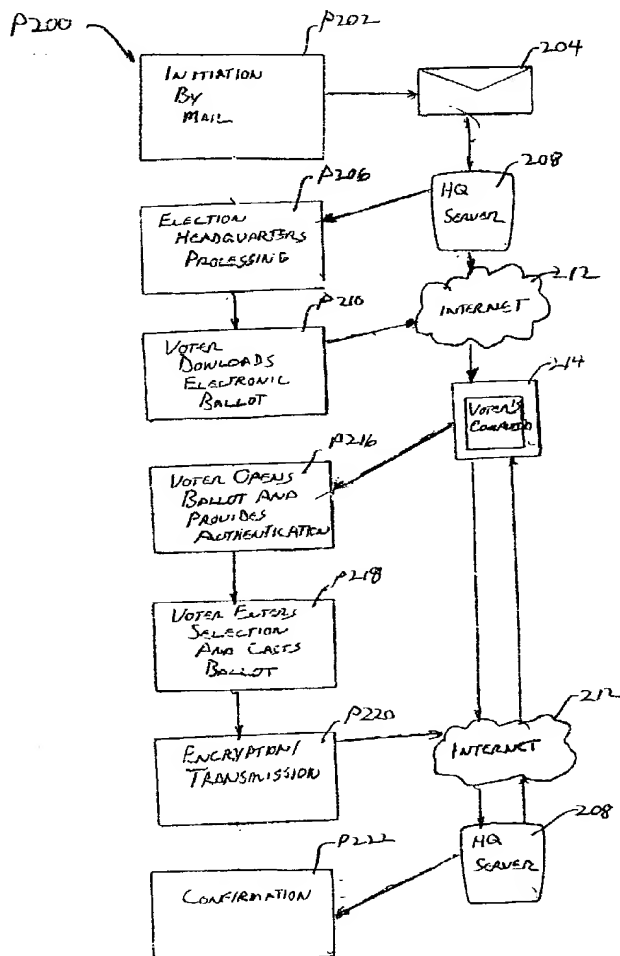 P200
P202
INITIATION
BY
MAIL
204
208
HQ
SERVER
P206
ELECTION
HEADQUARTERS
PROCESSING
212
INTERNET
P210
VOTER
DOWLOADS
ELECTRONIC
BALLOT
214
VOTER'S
P216
VOTER OPENS
BALLOT AND
PROVIDES
AUTHENTICATION
P218
VOTER ENTERS
SELECTION
AND CASTS
BALLOT
212
INTERNET
P220
ENCRYPTION/
TRANSMISSION
208
HQ
SERVER
P222
CONFIRMATION